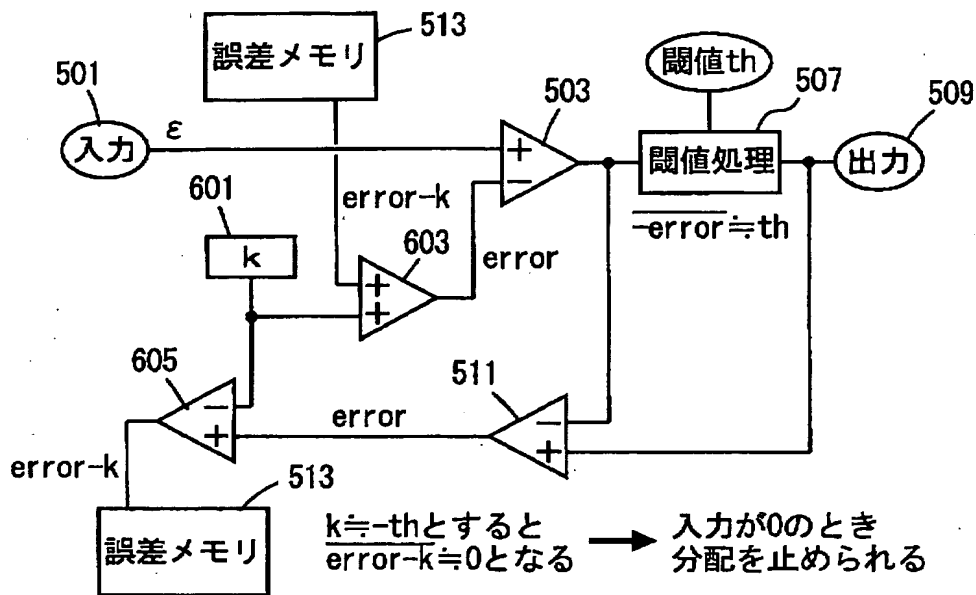 513
誤差メモリ
閾値th
501
503
507
509
入力
ε
+
−
閾値処理
出力
error-k
-error≒th
601
603
error
k
+
+
605
511
−
+
error
−
+
error-k
513
誤差メモリ
k≒-thとすると
error-k≒0となる
入力が0のとき
分配を止められる